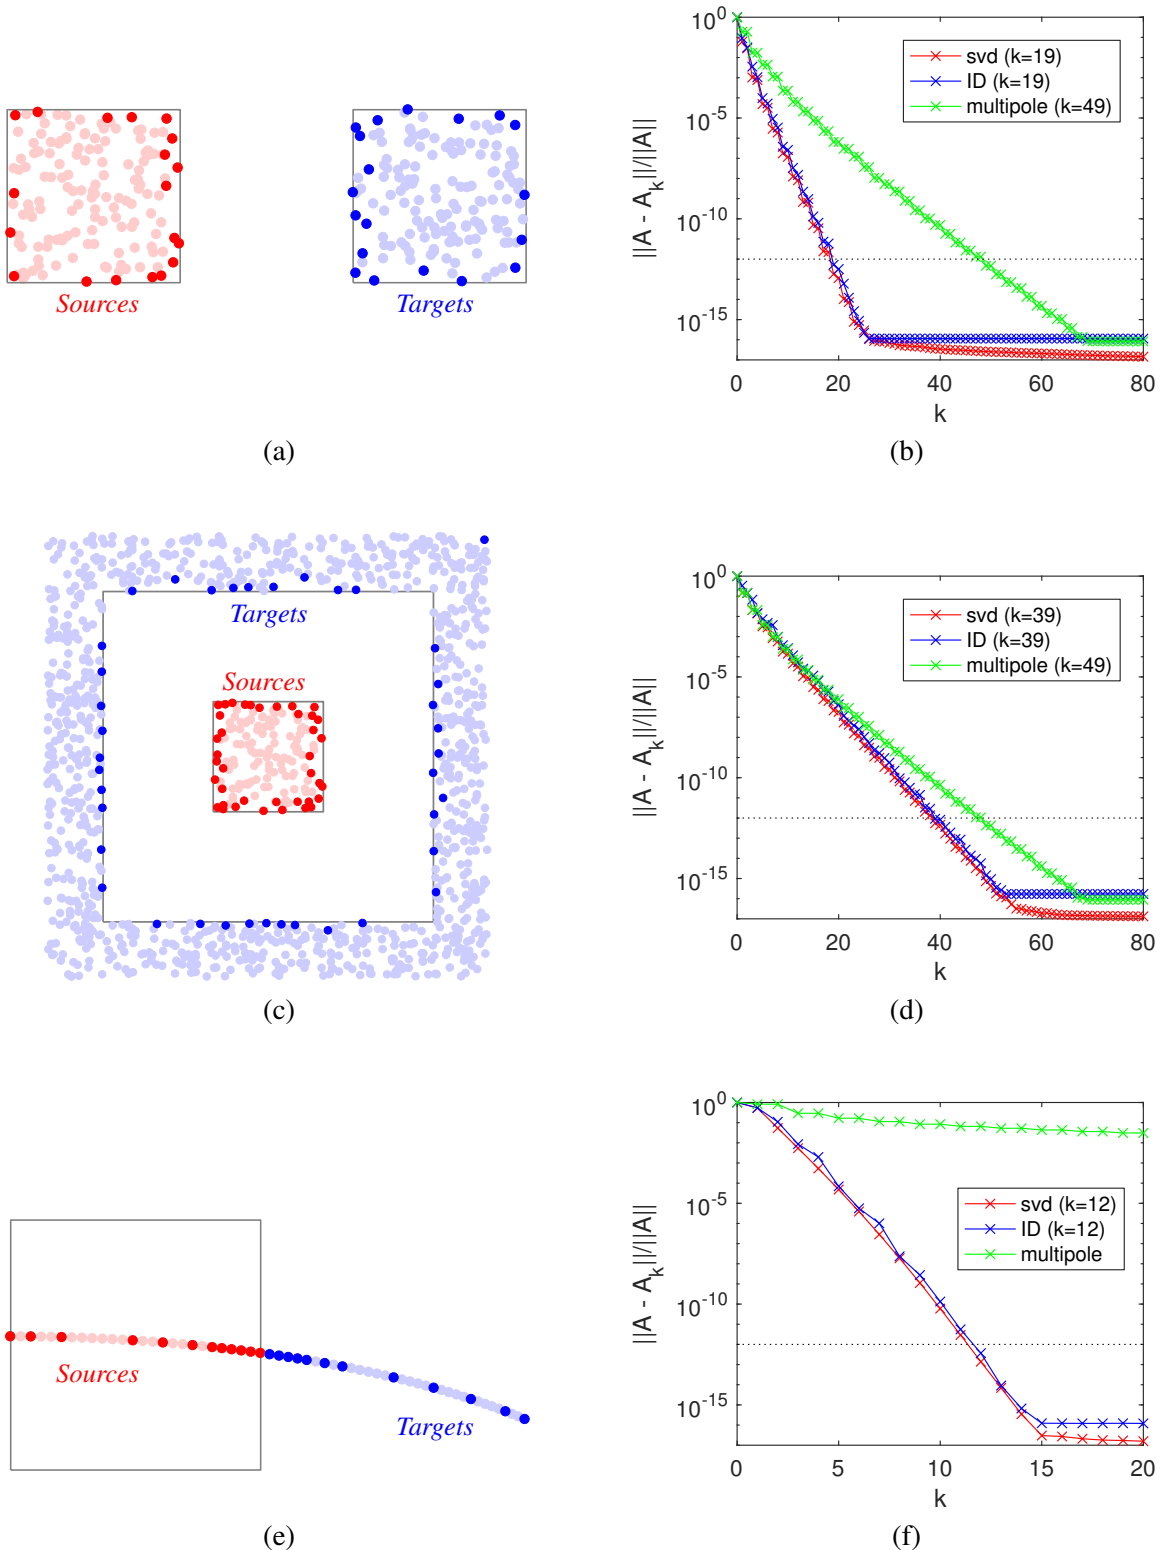 Sources
Targets
(a)
10^0
10^-5
10^-10
10^-15
||A - A_k||/||A||
svd (k=19)
ID (k=19)
multipole (k=49)
0 20 40 60 80
k
(b)
Targets
Sources
(c)
10^0
10^-5
10^-10
10^-15
||A - A_k||/||A||
svd (k=39)
ID (k=39)
multipole (k=49)
0 20 40 60 80
k
(d)
Sources
Targets
(e)
10^0
10^-5
10^-10
10^-15
||A - A_k||/||A||
svd (k=12)
ID (k=12)
multipole
0 5 10 15 20
k
(f)